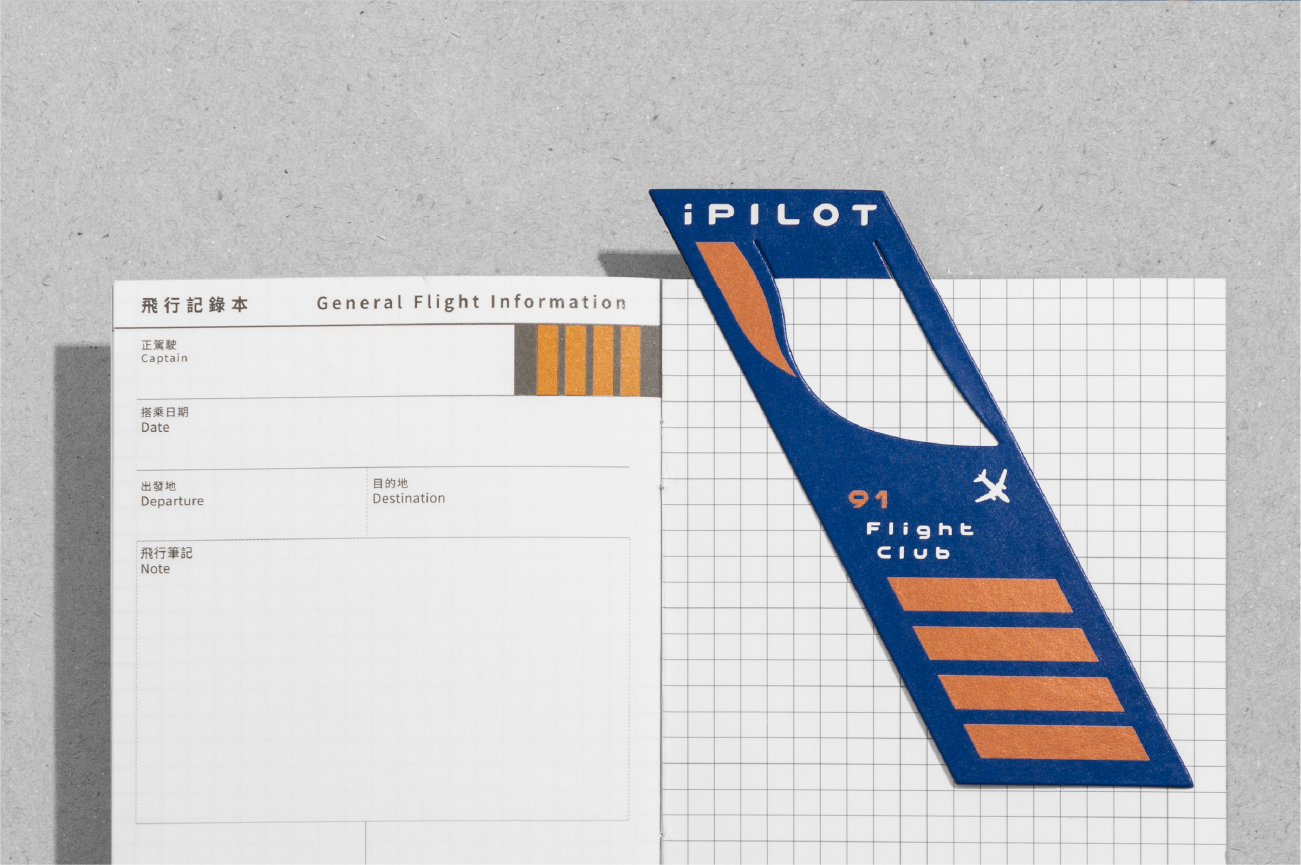 飛行記錄本 General Flight Information
正駕駛
Captain
搭乘日期
Date
出發地
Departure
目的地
Destination
飛行筆記
Note
iPILOT
91
Flight
Club